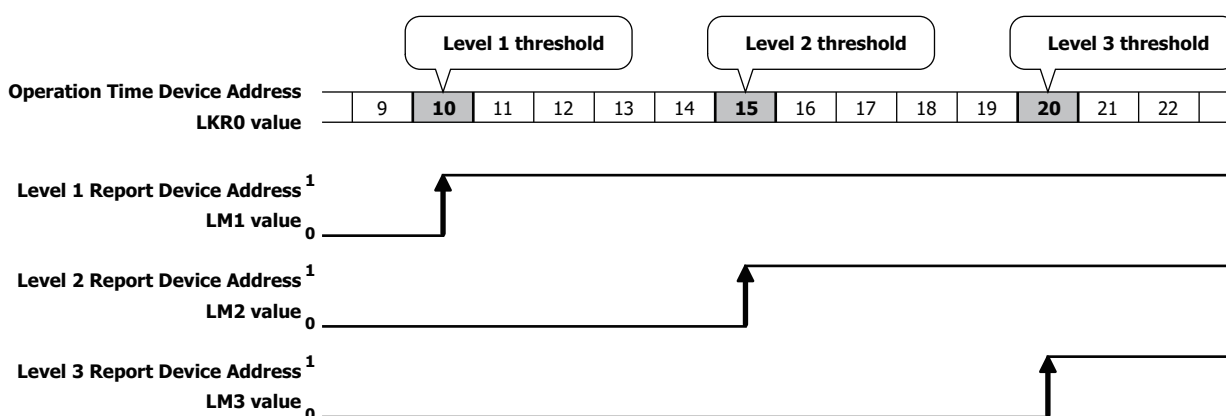 Level 1 threshold
Level 2 threshold
Level 3 threshold
Operation Time Device Address
LKR0 value
9 10 11 12 13 14 15 16 17 18 19 20 21 22
Level 1 Report Device Address 1
LM1 value 0
Level 2 Report Device Address 1
LM2 value 0
Level 3 Report Device Address 1
LM3 value 0